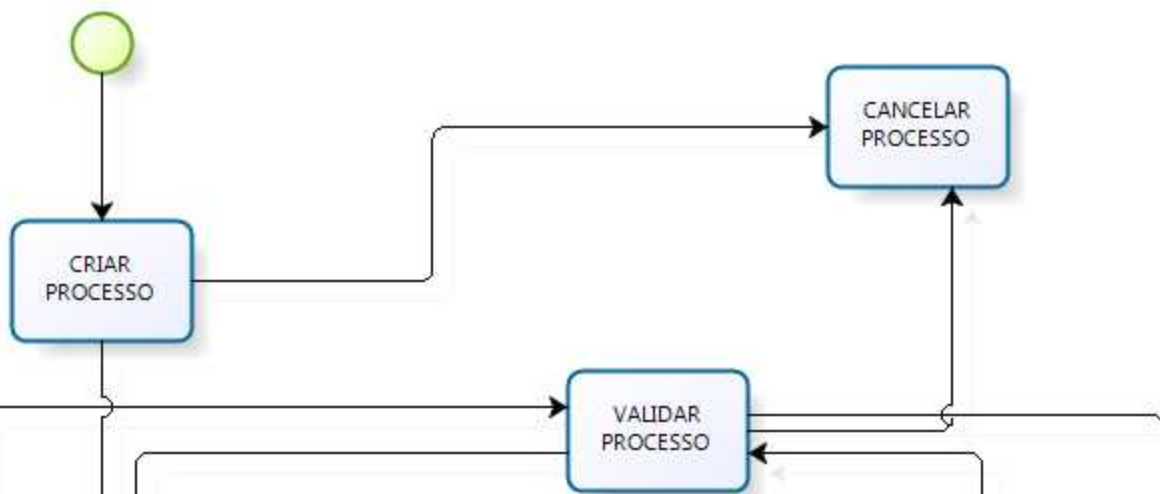 CANCELAR
PROCESSO
CRIAR
PROCESSO
VALIDAR
PROCESSO